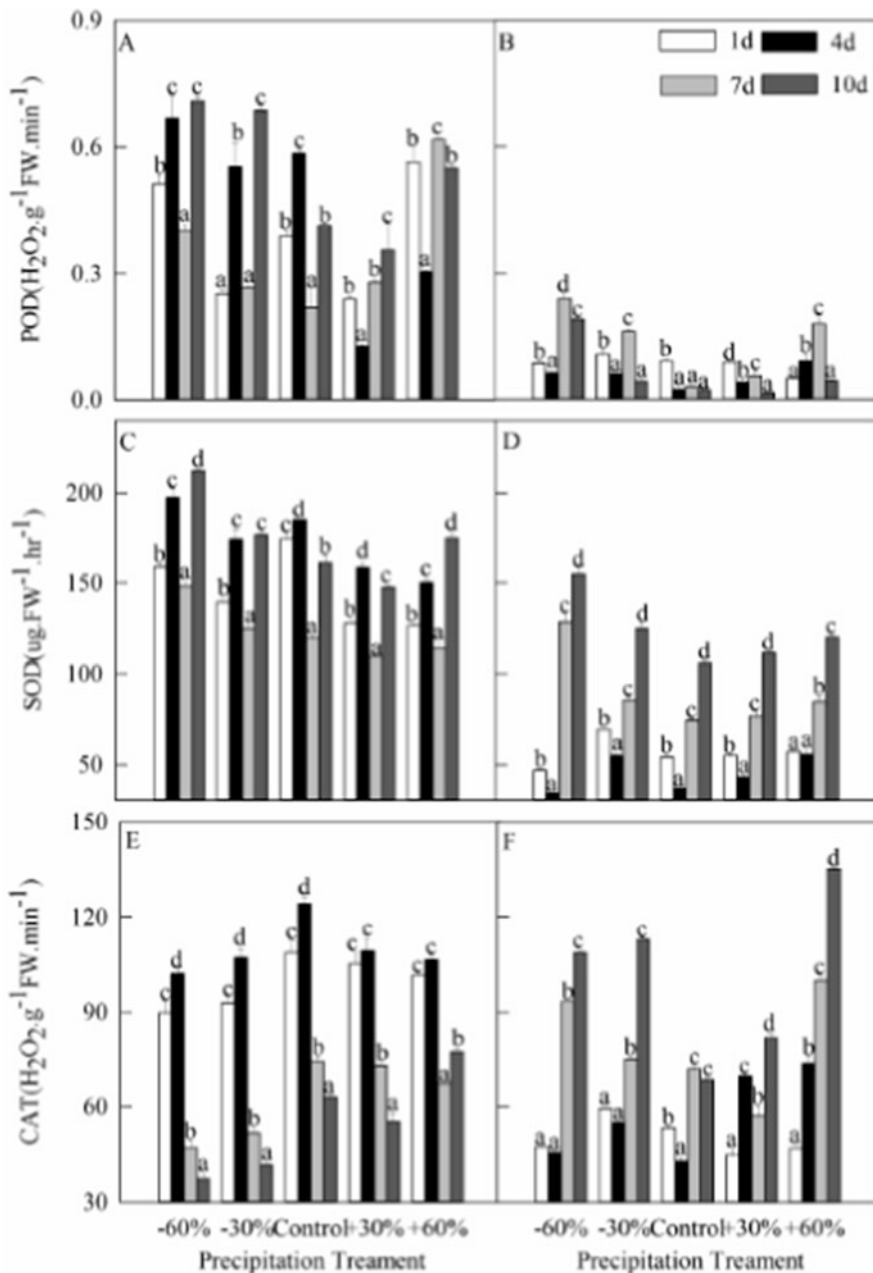 A
B
1d 4d
7d 10d
0.9
0.6
0.3
0.0
POD(H₂O₂.g⁻¹FW.min⁻¹)
b c a c
a b a c
b c a b
b a b c
b a c b
b a d c
b a c a
b a a a
d b c a
a b c a
C
D
200
150
100
50
SOD(ug.FW⁻¹.hr⁻¹)
b c a d
b c a c
c d a b
b d a c
b c a d
b a c d
b a c d
b a c d
b a c d
a a b c
E
F
150
120
90
60
30
CAT(H₂O₂.g⁻¹FW.min⁻¹)
c d b a
c d b a
c d b a
c c b a
c c a b
a a b c
a a b c
b a c c
a c b d
a b c d
-60% -30% Control +30% +60%
-60% -30% Control +30% +60%
Precipitation Treament
Precipitation Treament